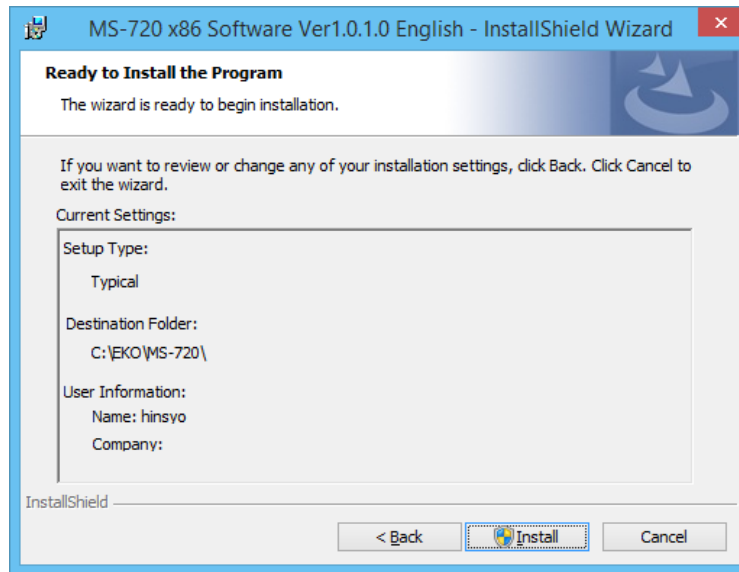 MS-720 x86 Software Ver1.0.1.0 English - InstallShield Wizard
Ready to Install the Program
The wizard is ready to begin installation.
If you want to review or change any of your installation settings, click Back. Click Cancel to
exit the wizard.
Current Settings:
Setup Type:
Typical
Destination Folder:
C:\EKO\MS-720\
User Information:
Name: hinsyo
Company:
InstallShield
< Back
Install
Cancel